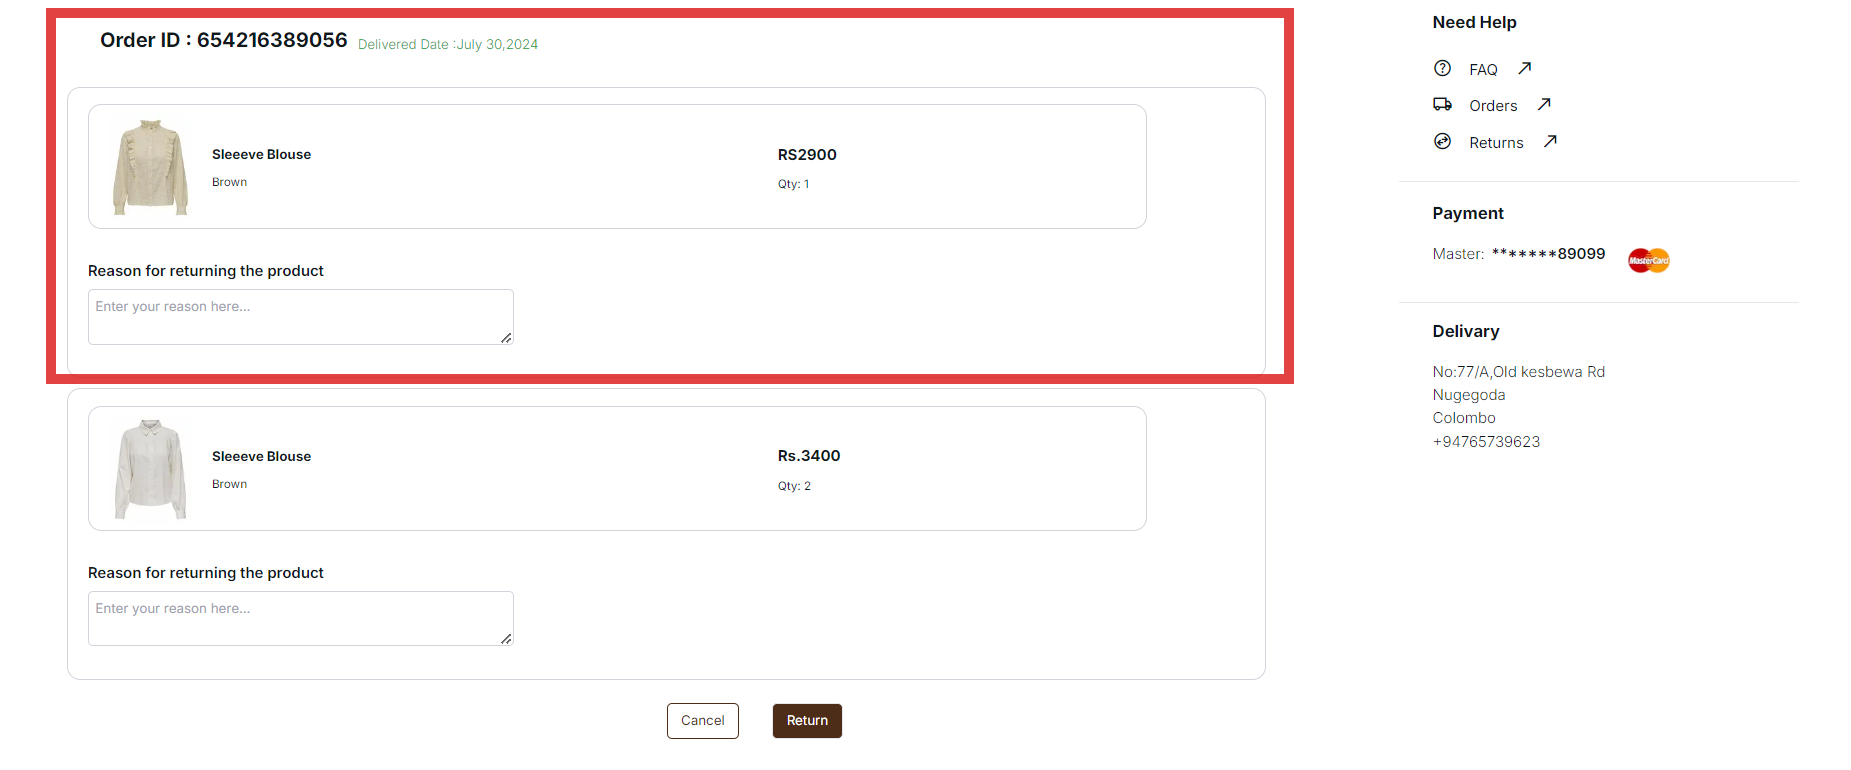 Order ID : 654216389056 Delivered Date :July 30,2024
Sleeeve Blouse
Brown
RS2900
Qty: 1
Reason for returning the product
Enter your reason here...
Sleeeve Blouse
Brown
Rs.3400
Qty: 2
Reason for returning the product
Enter your reason here...
Cancel
Return
Need Help
FAQ
Orders
Returns
Payment
Master: *******89099
MasterCard
Delivary
No:77/A,Old kesbewa Rd
Nugegoda
Colombo
+94765739623